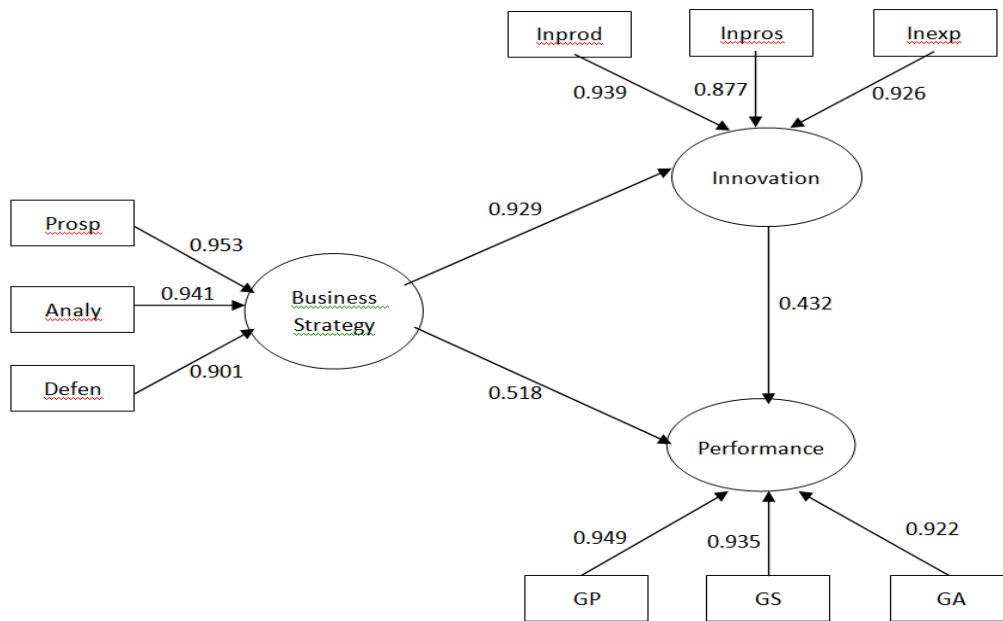 Inprod
Inpros
Inexp
0.939
0.877
0.926
Innovation
0.929
Prosp
0.953
Analy
0.941
Business
Strategy
0.432
Defen
0.901
0.518
Performance
0.949
0.935
0.922
GP
GS
GA